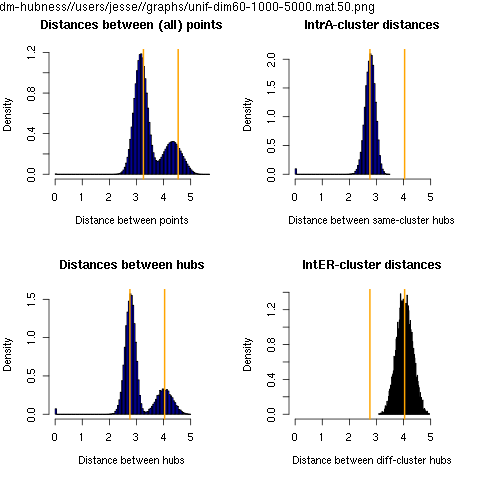 dm-hubness//users/jesse//graphs/unif-dim60-1000-5000.mat.50.png
Distances between (all) points
Density
0.0 0.4 0.8 1.2
0 1 2 3 4 5
Distance between points
IntrA-cluster distances
Density
0.0 0.5 1.0 1.5 2.0
0 1 2 3 4 5
Distance between same-cluster hubs
Distances between hubs
Density
0.0 0.5 1.0 1.5
0 1 2 3 4 5
Distance between hubs
IntER-cluster distances
Density
0.0 0.4 0.8 1.2
0 1 2 3 4 5
Distance between diff-cluster hubs